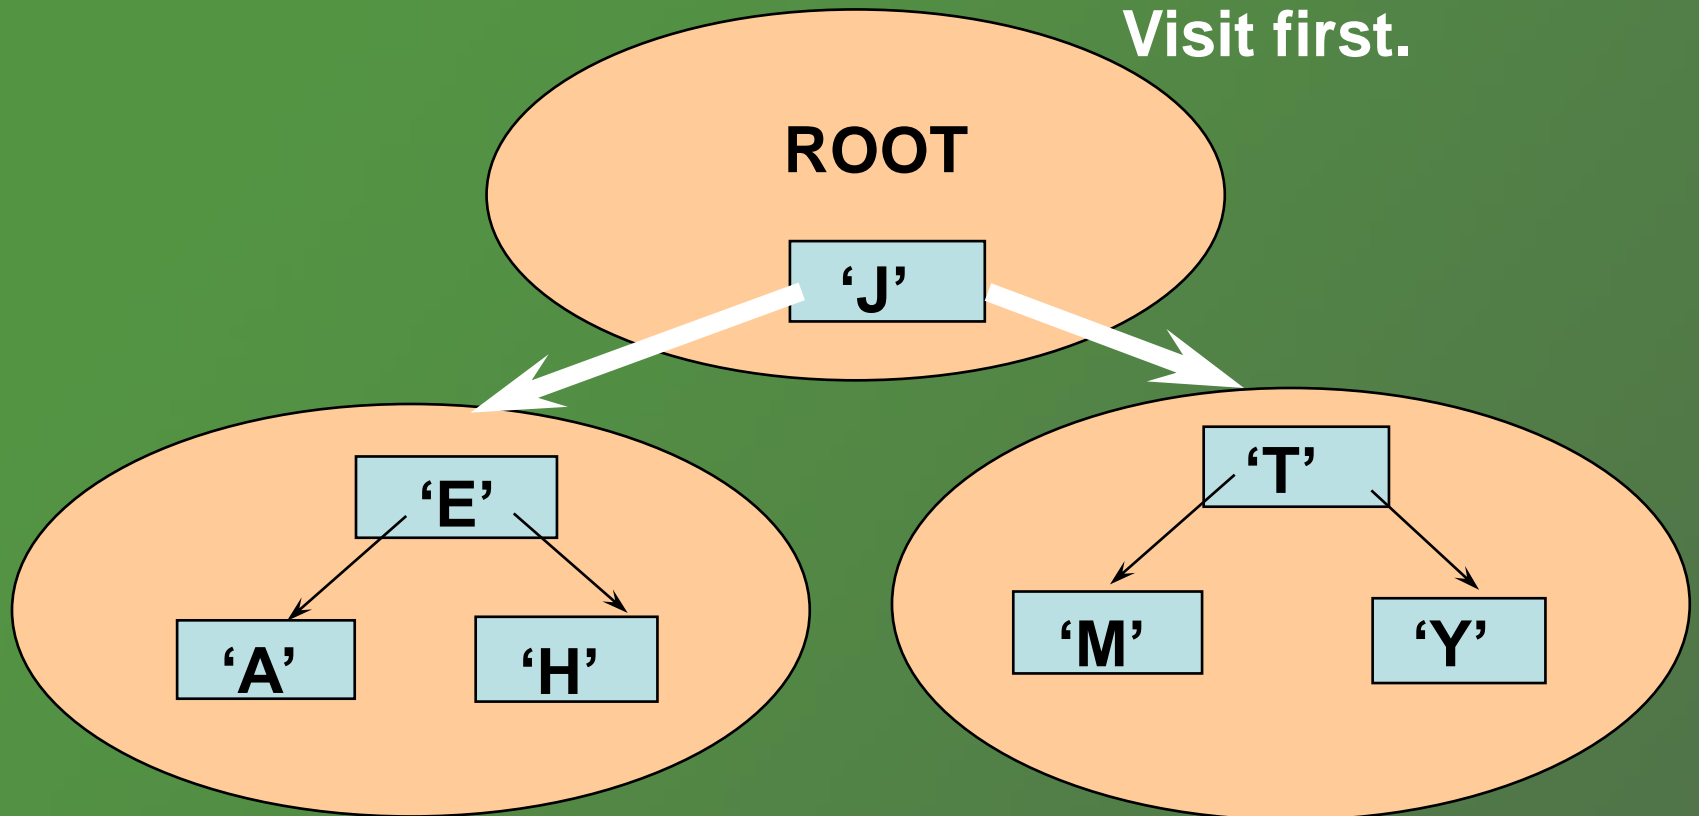 Visit first.
ROOT
‘J’
‘E’
‘T’
‘A’
‘H’
‘M’
‘Y’